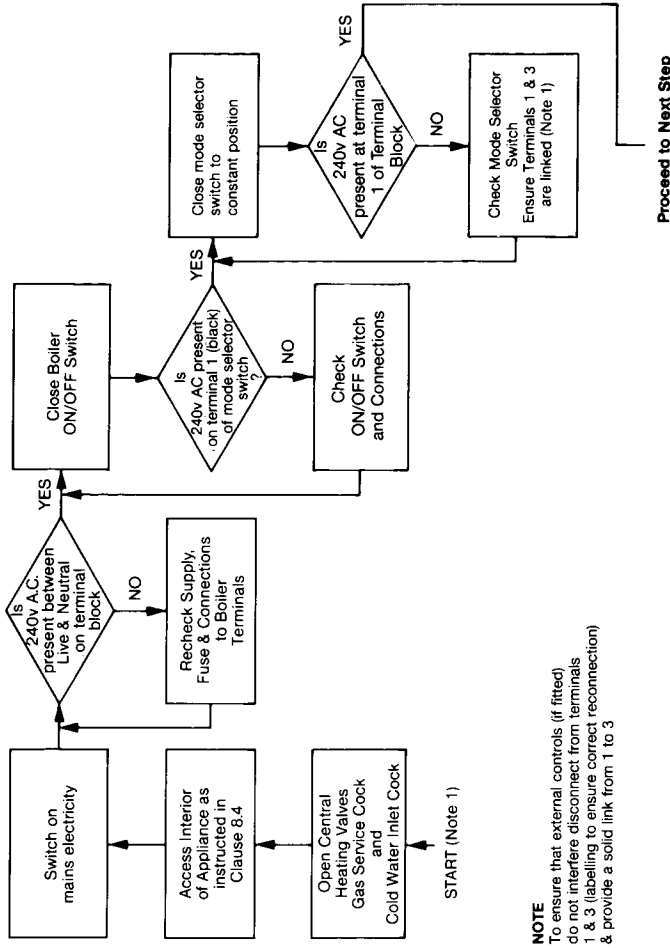 START (Note 1)
Open Central
Heating Valves
Gas Service Cock
and
Cold Water Inlet Cock
Access Interior
of Appliance as
instructed in
Clause 8.4
Switch on
mains electricity
Is
240v A.C.
present between
Live & Neutral
on terminal
block
NO
Recheck Supply,
Fuse & Connections
to Boiler
Terminals
YES
Close Boiler
ON/OFF Switch
Is
240v AC present
on terminal 1 (black)
of mode selector
switch
?
NO
Check
ON/OFF Switch
and Connections
YES
Close mode selector
switch to
constant position
Is
240v AC
present at terminal
1 of Terminal
Block
NO
Check Mode Selector
Switch
Ensure Terminals 1 & 3
are linked (Note 1)
YES
Proceed to Next Step
NOTE
To ensure that external controls (if fitted)
do not interfere disconnect from terminals
1 & 3 (labelling to ensure correct reconnection)
& provide a solid link from 1 to 3